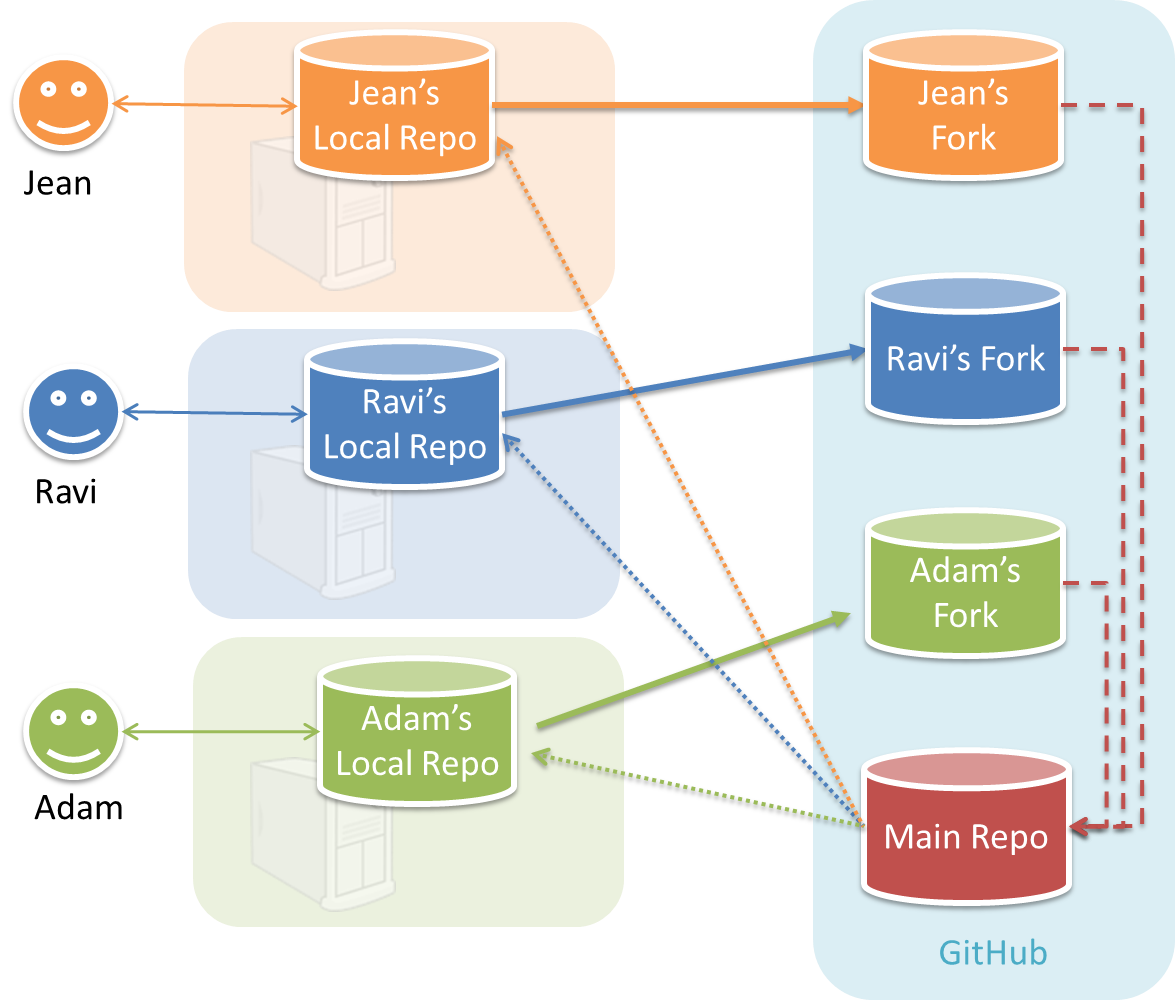 Jean's
Local Repo
Jean's
Fork
Jean
Ravi's
Local Repo
Ravi's Fork
Ravi
Adam's
Fork
Adam's
Local Repo
Adam
Main Repo
GitHub